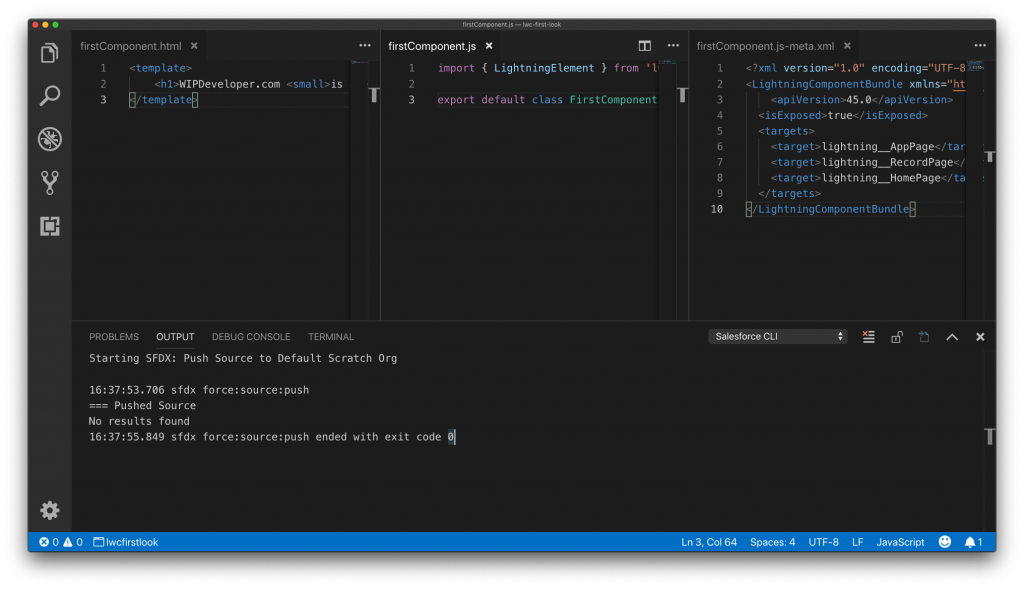 firstComponent.js — lwc-first-look
firstComponent.html ×
1 <template>
2 <h1>WIPDeveloper.com <small>is
3 </template>
firstComponent.js ×
1 import { LightningElement } from 'l
2
3 export default class FirstComponent
firstComponent.js-meta.xml ×
1 <?xml version="1.0" encoding="UTF-8
2 <LightningComponentBundle xmlns="ht
3 <apiVersion>45.0</apiVersion>
4 <isExposed>true</isExposed>
5 <targets>
6 <target>lightning__AppPage</tar
7 <target>lightning__RecordPage</
8 <target>lightning__HomePage</ta
9 </targets>
10 </LightningComponentBundle>
PROBLEMS OUTPUT DEBUG CONSOLE TERMINAL Salesforce CLI
Starting SFDX: Push Source to Default Scratch Org
16:37:53.706 sfdx force:source:push
=== Pushed Source
No results found
16:37:55.849 sfdx force:source:push ended with exit code 0
0 0 lwcfirstlook Ln 3, Col 64 Spaces: 4 UTF-8 LF JavaScript 1